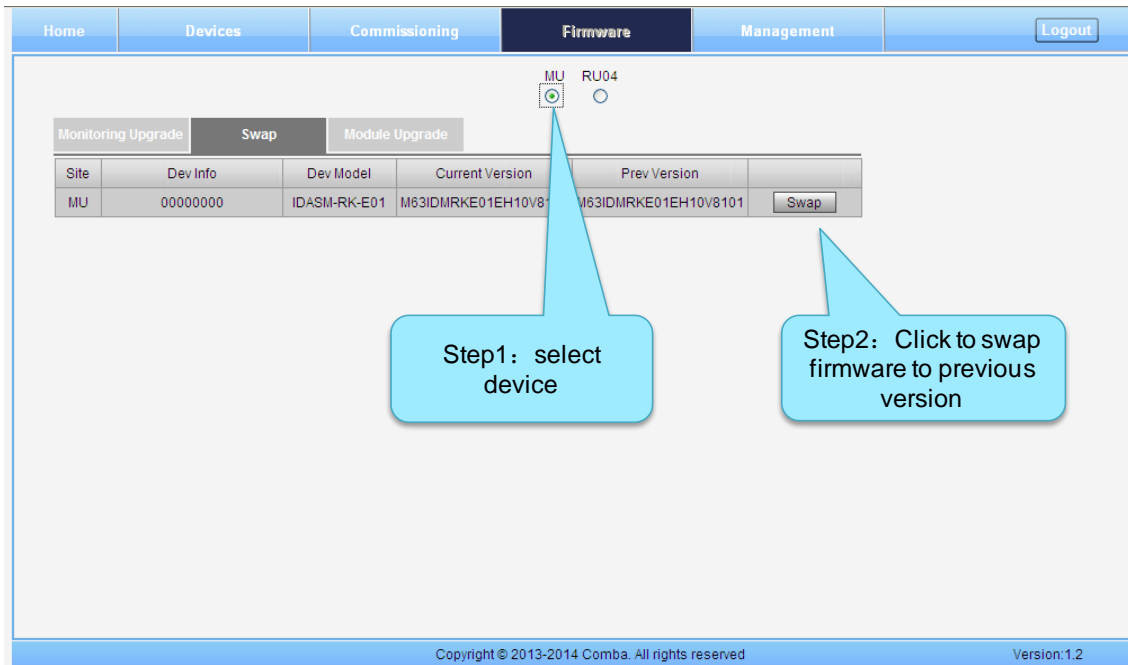 Home Devices Commissioning Firmware Management Logout
MU RU04
Monitoring Upgrade Swap Module Upgrade
Site Dev Info Dev Model Current Version Prev Version
MU 00000000 IDASM-RK-E01 M63IDMRKE01EH10V81 M63IDMRKE01EH10V8101 Swap
Step1：select
device
Step2：Click to swap
firmware to previous
version
Copyright © 2013-2014 Comba. All rights reserved Version:1.2